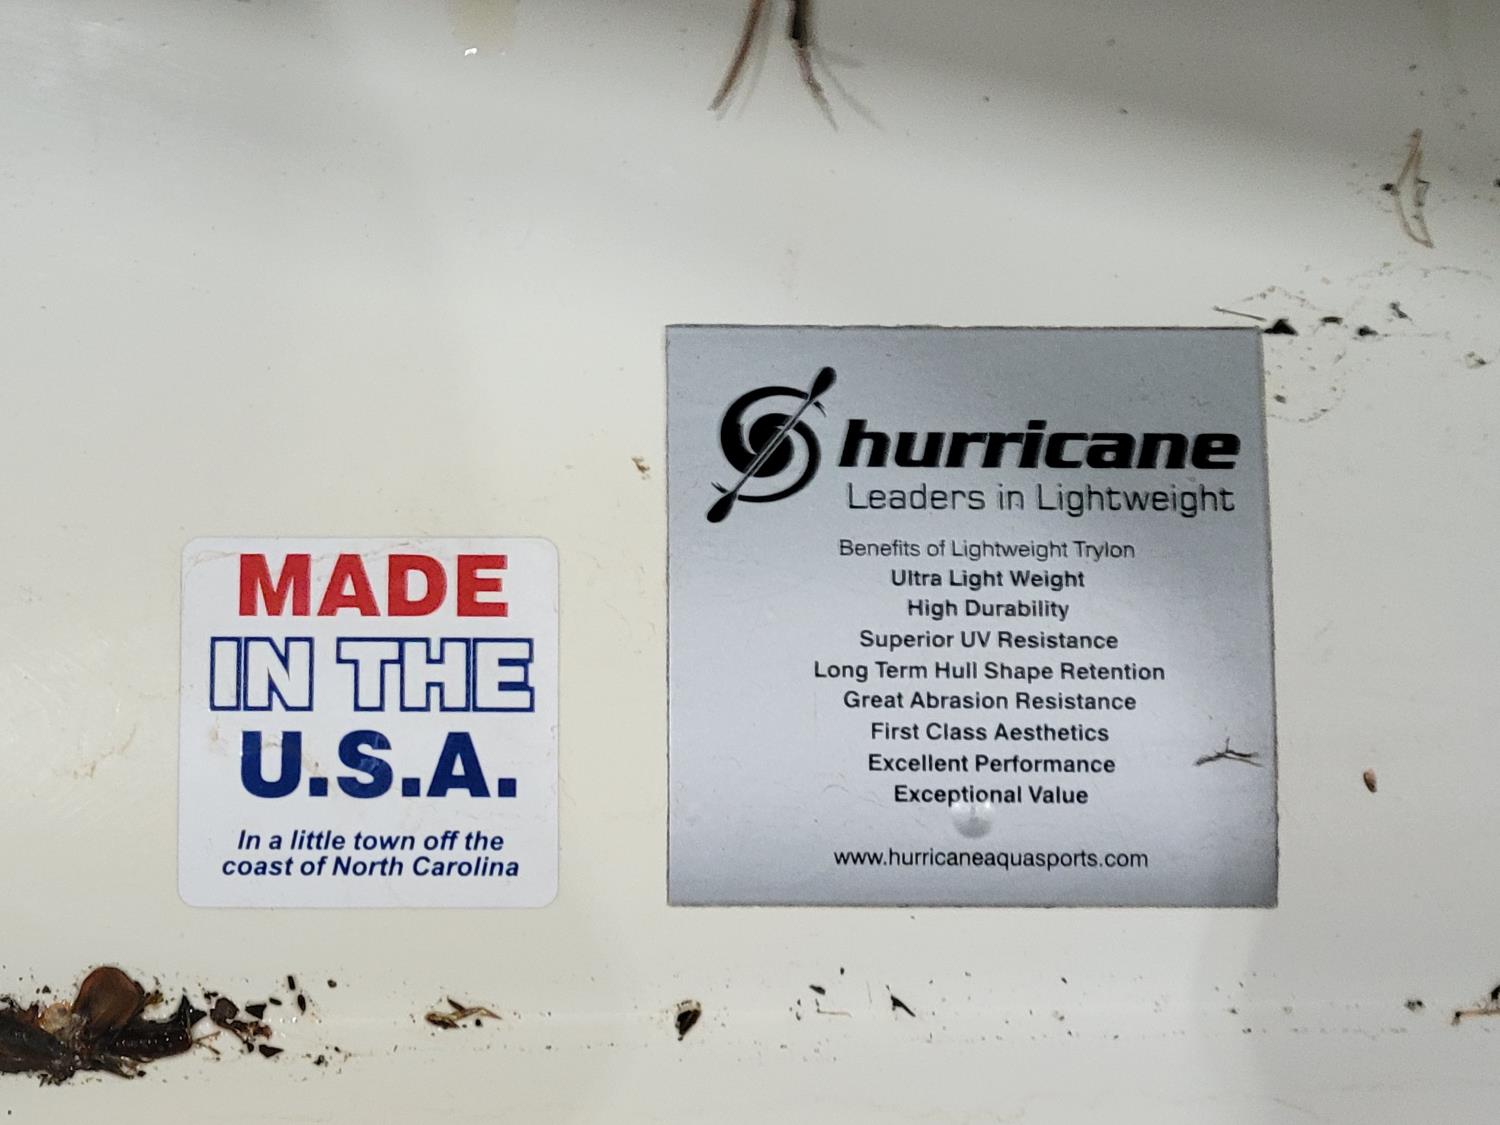 MADE
IN THE
U.S.A.
In a little town off the
coast of North Carolina
hurricane
Leaders in Lightweight
Benefits of Lightweight Trylon
Ultra Light Weight
High Durability
Superior UV Resistance
Long Term Hull Shape Retention
Great Abrasion Resistance
First Class Aesthetics
Excellent Performance
Exceptional Value
www.hurricaneaquasports.com